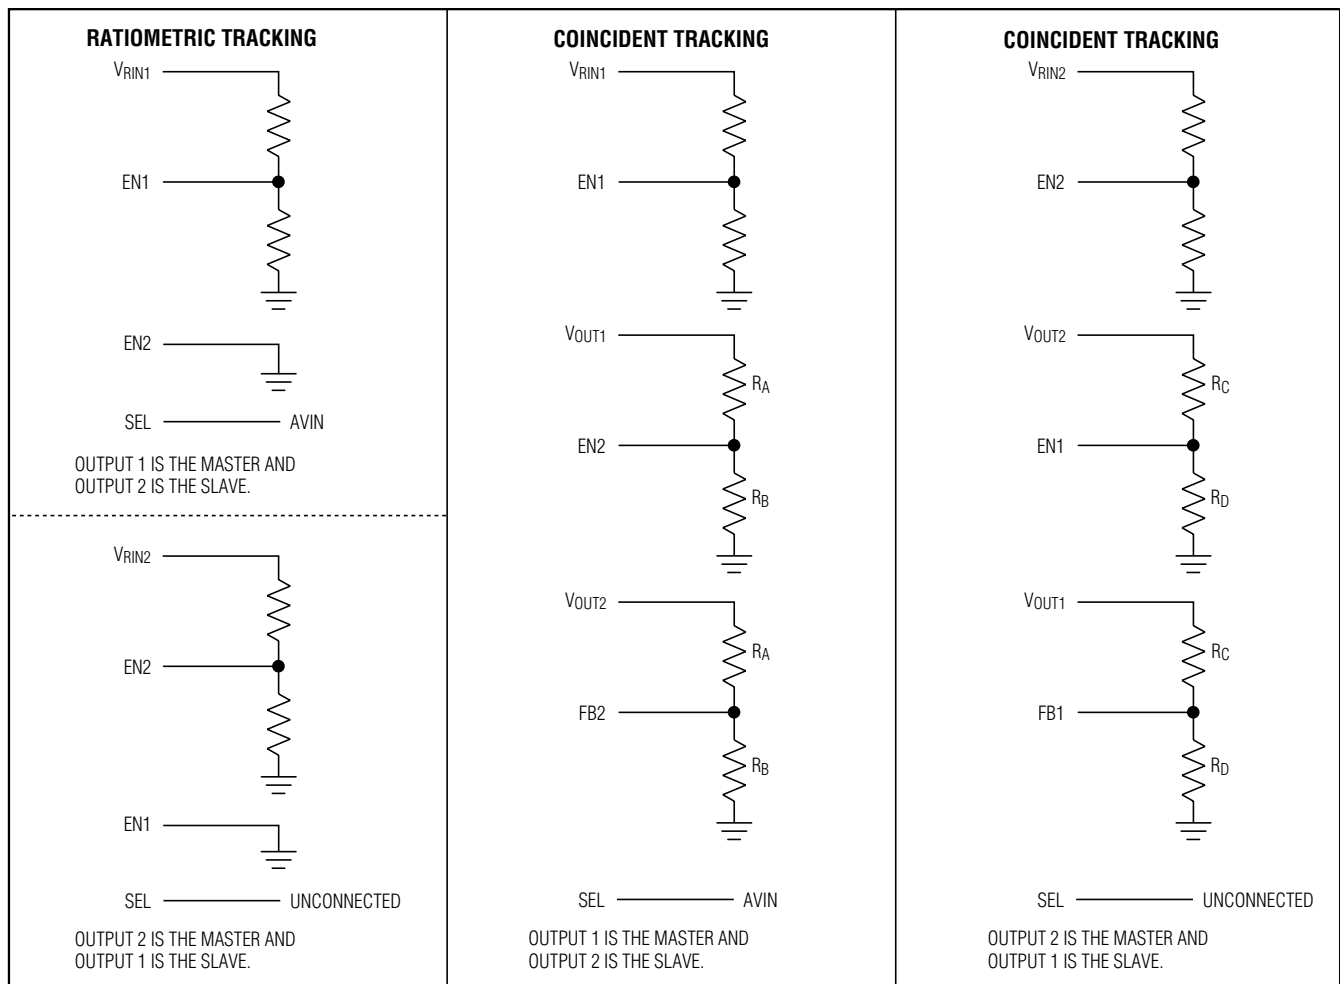 RATIOMETRIC TRACKING
VRIN1
EN1
EN2
SEL AVIN
OUTPUT 1 IS THE MASTER AND
OUTPUT 2 IS THE SLAVE.
VRIN2
EN2
EN1
SEL UNCONNECTED
OUTPUT 2 IS THE MASTER AND
OUTPUT 1 IS THE SLAVE.
COINCIDENT TRACKING
VRIN1
EN1
VOUT1
RA
EN2
RB
VOUT2
RA
FB2
RB
SEL AVIN
OUTPUT 1 IS THE MASTER AND
OUTPUT 2 IS THE SLAVE.
COINCIDENT TRACKING
VRIN2
EN2
VOUT2
RC
EN1
RD
VOUT1
RC
FB1
RD
SEL UNCONNECTED
OUTPUT 2 IS THE MASTER AND
OUTPUT 1 IS THE SLAVE.